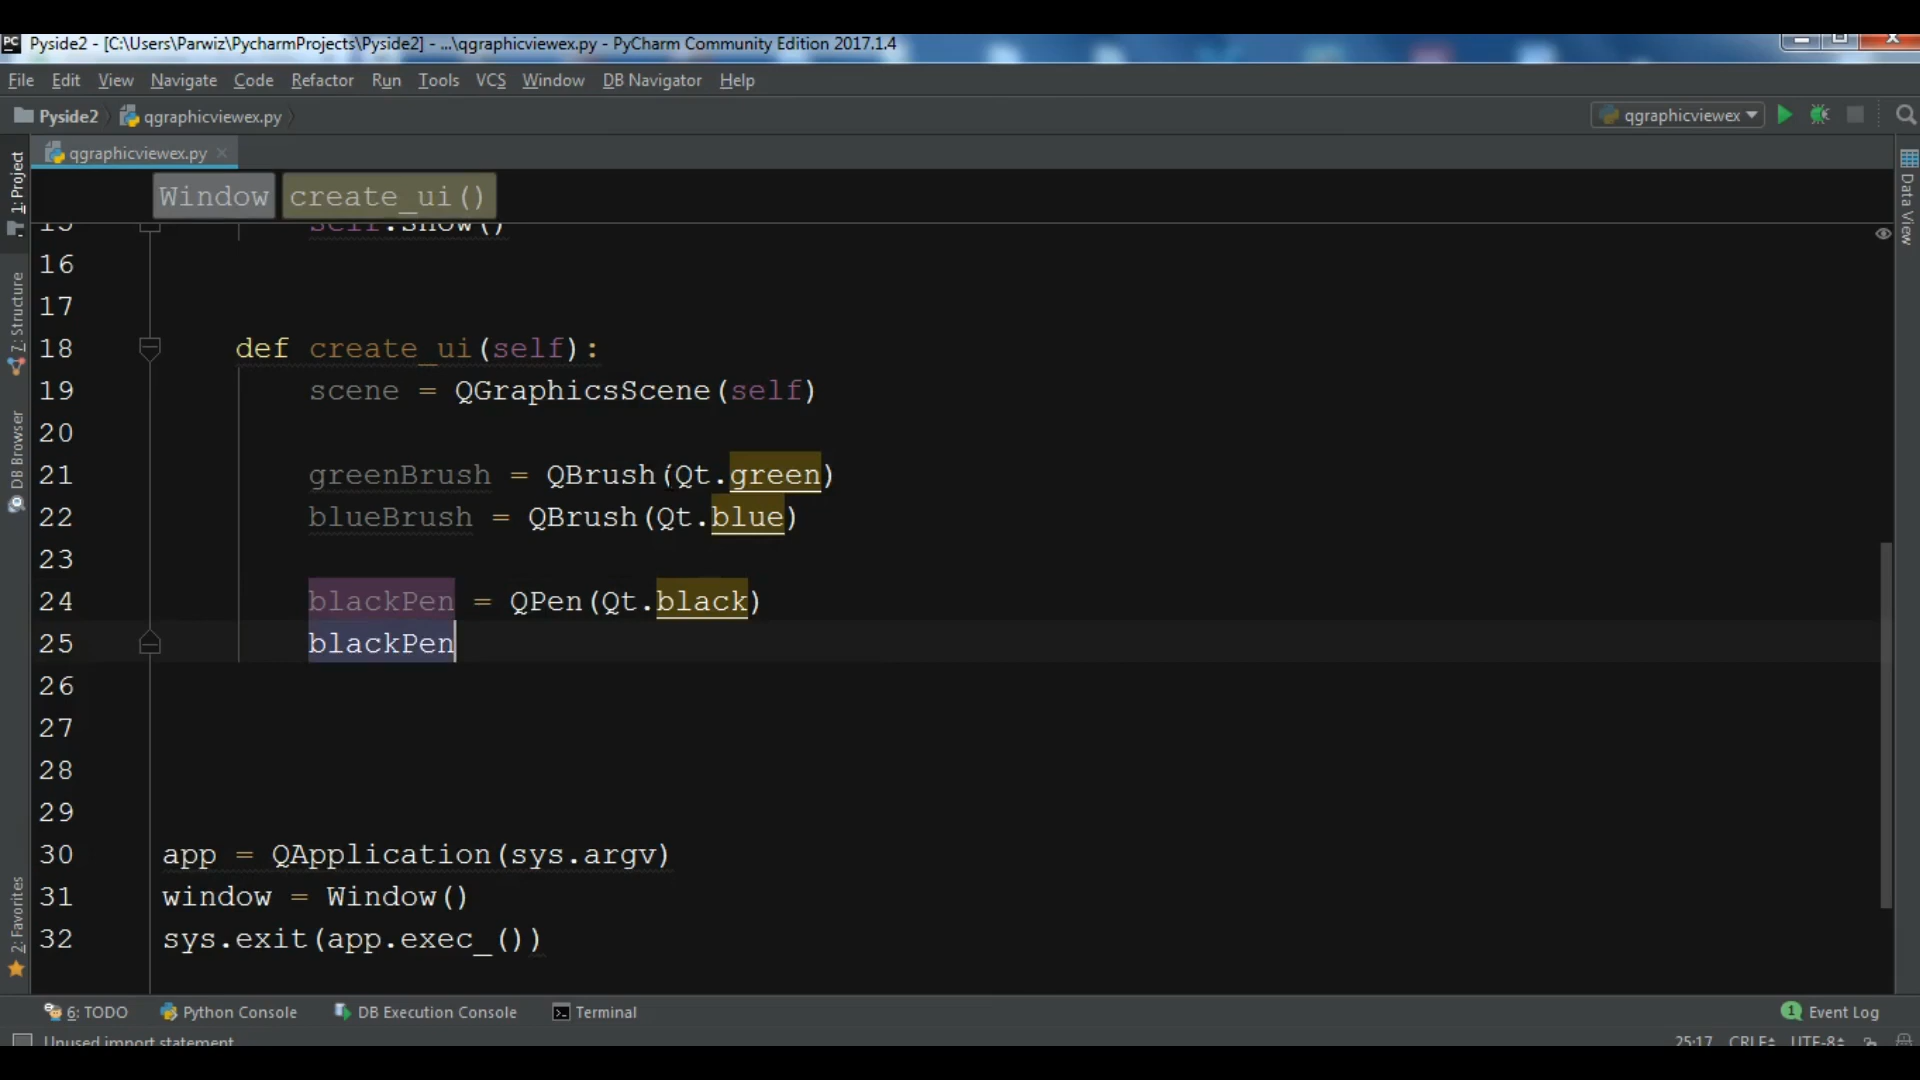 Pyside2 - [C:\Users\Parwiz\PycharmProjects\Pyside2] - ...\qgraphicviewex.py - PyCharm Community Edition 2017.1.4
File Edit View Navigate Code Refactor Run Tools VCS Window DB Navigator Help
Pyside2 qgraphicviewex.py qgraphicviewex
qgraphicviewex.py
Window create_ui()
1: Project
7: Structure
DB Browser
2: Favorites
Data View
15 self.show()
16
17
18 def create_ui(self):
19 scene = QGraphicsScene(self)
20
21 greenBrush = QBrush(Qt.green)
22 blueBrush = QBrush(Qt.blue)
23
24 blackPen = QPen(Qt.black)
25 blackPen
26
27
28
29
30 app = QApplication(sys.argv)
31 window = Window()
32 sys.exit(app.exec_())
6: TODO Python Console DB Execution Console Terminal 1 Event Log
Unused import statement 25:17 CRLF UTF-8